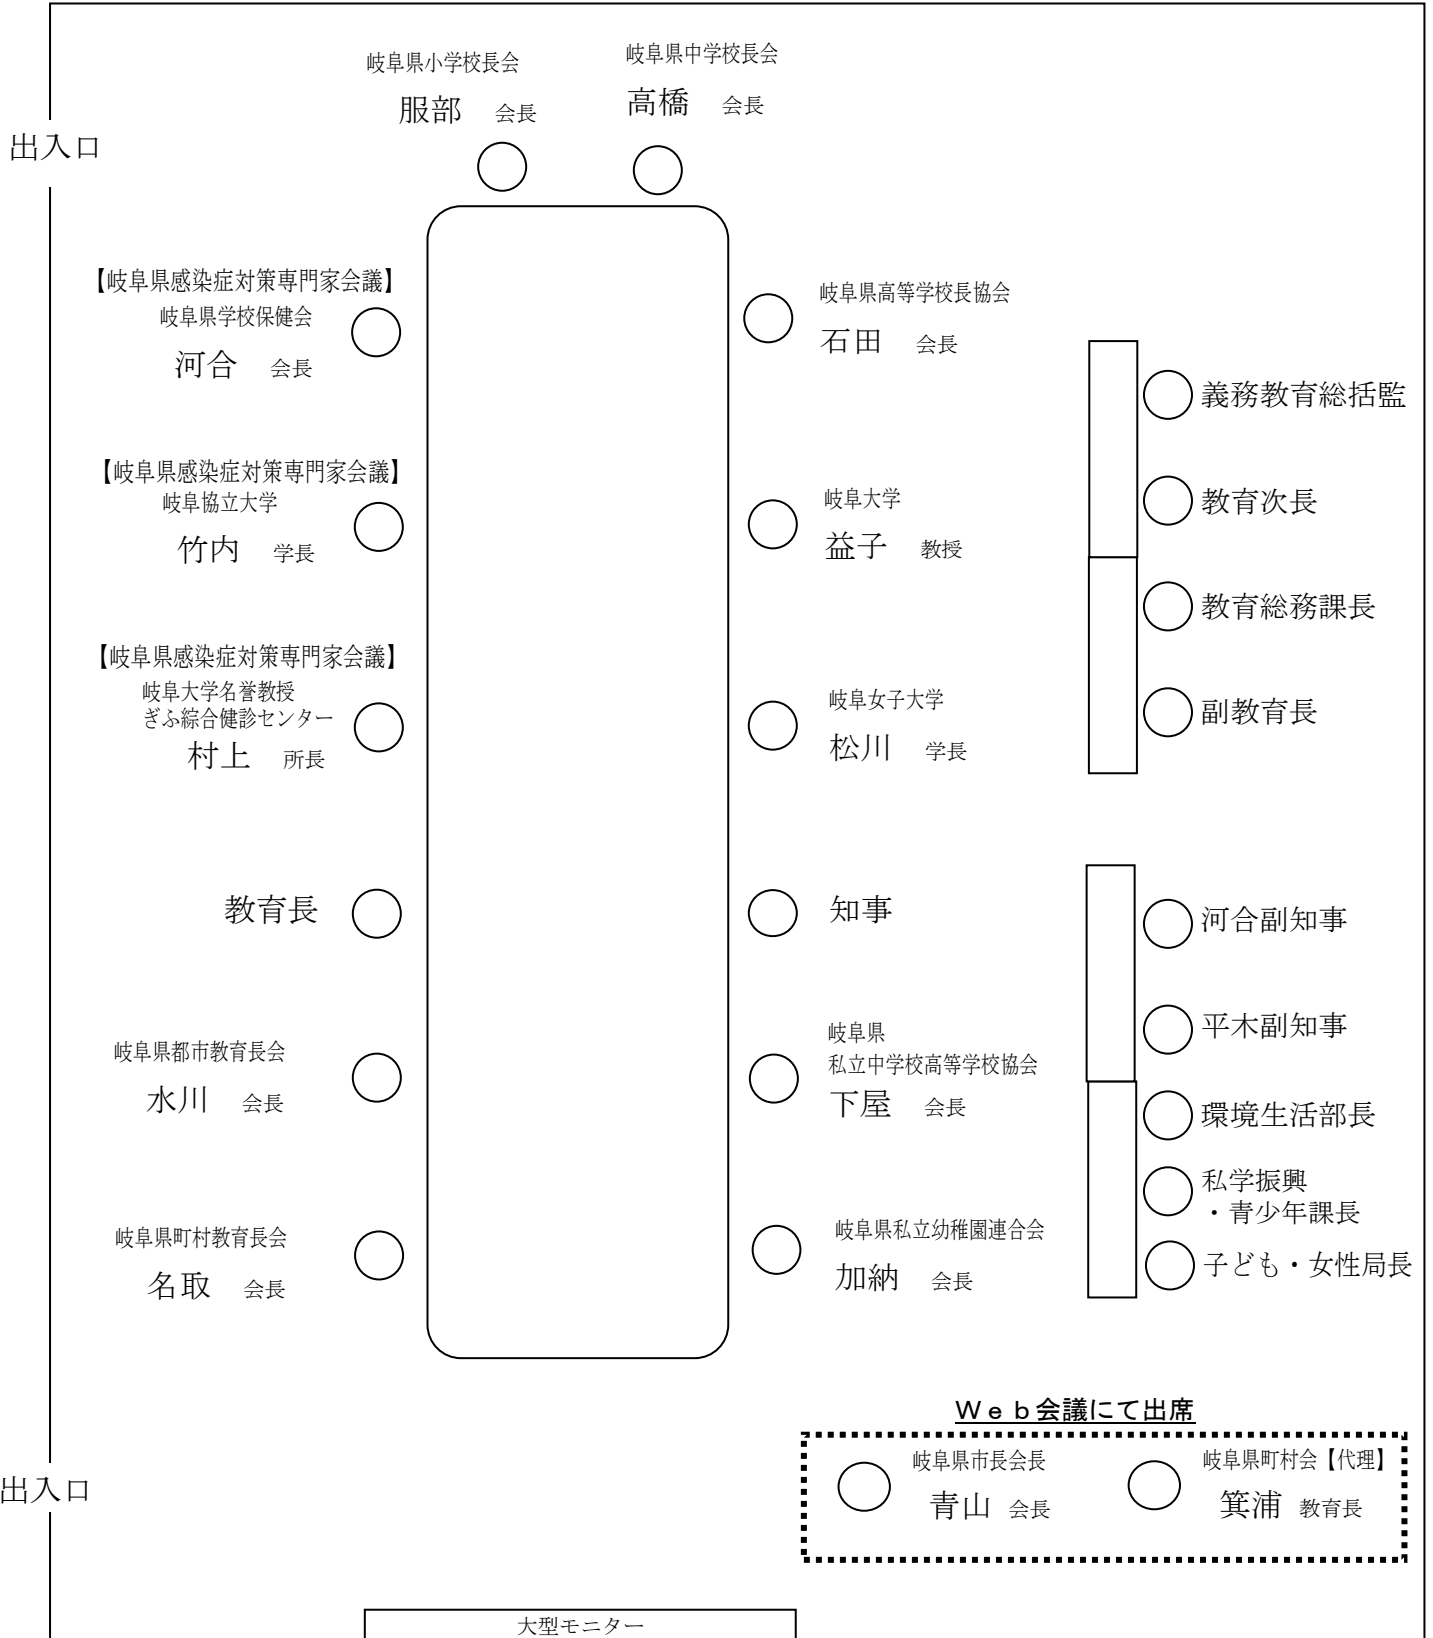 岐阜県小学校長会
服部 会長
岐阜県中学校長会
高橋 会長
出入口
【岐阜県感染症対策専門家会議】
岐阜県学校保健会
河合 会長
【岐阜県感染症対策専門家会議】
岐阜協立大学
竹内 学長
【岐阜県感染症対策専門家会議】
岐阜大学名誉教授
ぎふ綜合健診センター
村上 所長
教育長
岐阜県都市教育長会
水川 会長
岐阜県町村教育長会
名取 会長
岐阜県高等学校長協会
石田 会長
岐阜大学
益子 教授
岐阜女子大学
松川 学長
知事
岐阜県
私立中学校高等学校協会
下屋 会長
岐阜県私立幼稚園連合会
加納 会長
義務教育総括監
教育次長
教育総務課長
副教育長
河合副知事
平木副知事
環境生活部長
私学振興
・青少年課長
子ども・女性局長
Ｗｅｂ会議にて出席
岐阜県市長会長
青山 会長
岐阜県町村会【代理】
箕浦 教育長
出入口
大型モニター